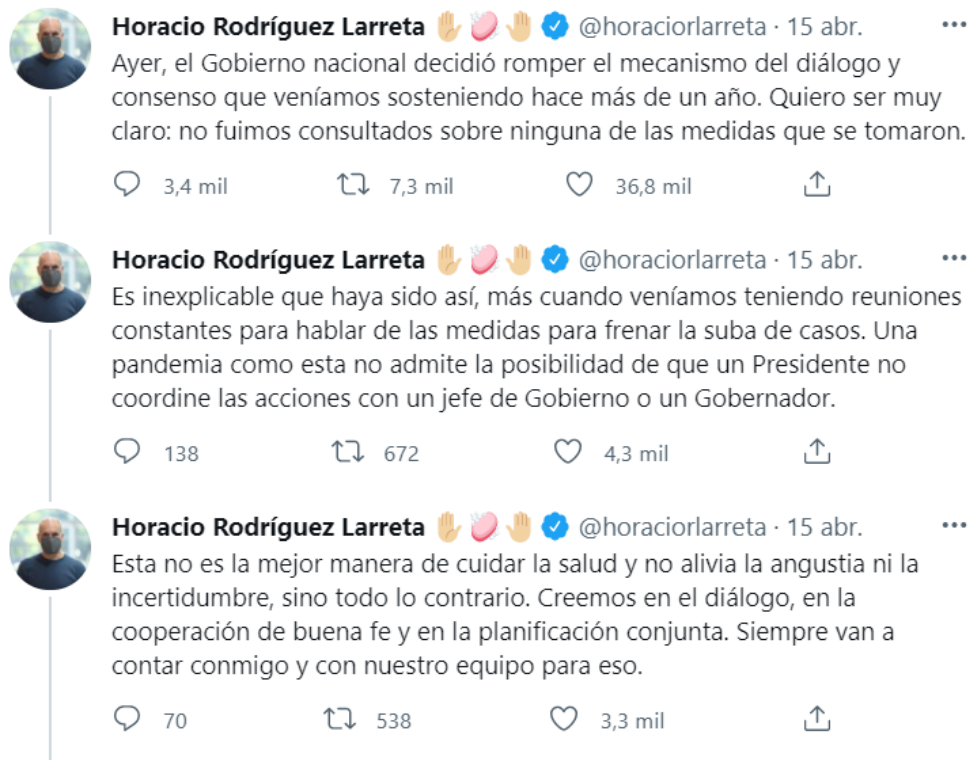 Horacio Rodríguez Larreta 🤚🧼🤚 @horaciorlarreta · 15 abr.
Ayer, el Gobierno nacional decidió romper el mecanismo del diálogo y
consenso que veníamos sosteniendo hace más de un año. Quiero ser muy
claro: no fuimos consultados sobre ninguna de las medidas que se tomaron.
3,4 mil 7,3 mil 36,8 mil
Horacio Rodríguez Larreta 🤚🧼🤚 @horaciorlarreta · 15 abr.
Es inexplicable que haya sido así, más cuando veníamos teniendo reuniones
constantes para hablar de las medidas para frenar la suba de casos. Una
pandemia como esta no admite la posibilidad de que un Presidente no
coordine las acciones con un jefe de Gobierno o un Gobernador.
138 672 4,3 mil
Horacio Rodríguez Larreta 🤚🧼🤚 @horaciorlarreta · 15 abr.
Esta no es la mejor manera de cuidar la salud y no alivia la angustia ni la
incertidumbre, sino todo lo contrario. Creemos en el diálogo, en la
cooperación de buena fe y en la planificación conjunta. Siempre van a
contar conmigo y con nuestro equipo para eso.
70 538 3,3 mil